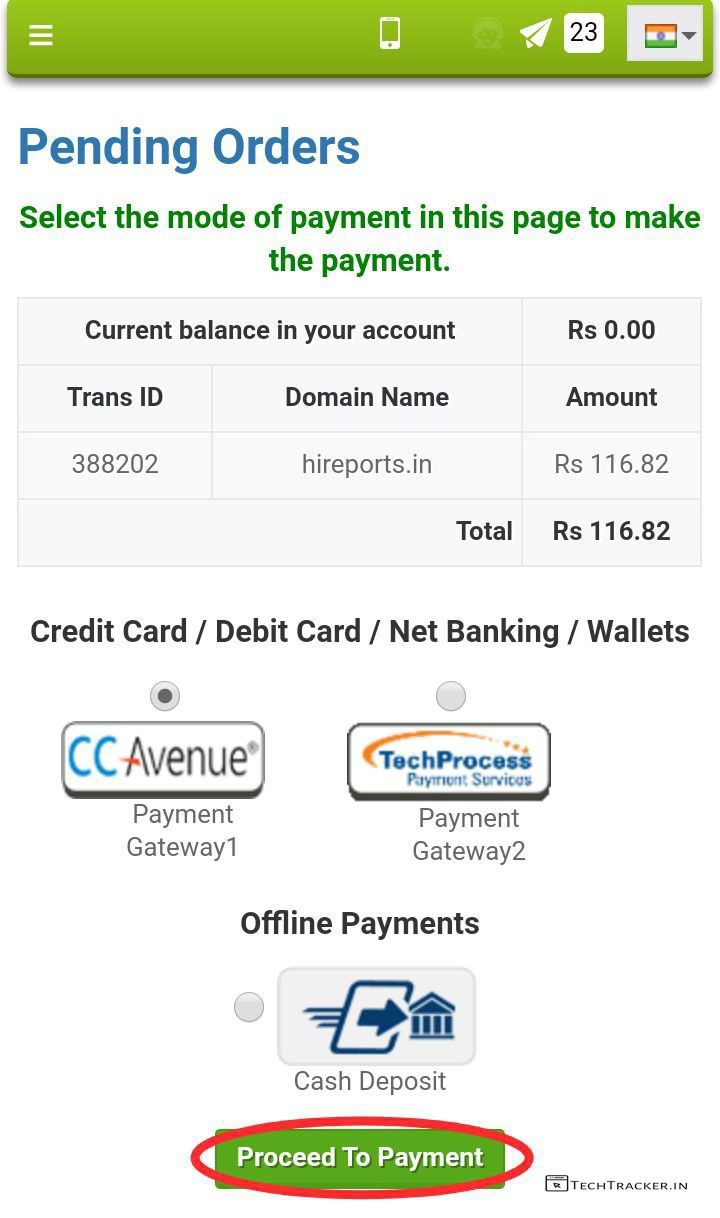 23
Pending Orders
Select the mode of payment in this page to make
the payment.
Current balance in your account Rs 0.00
Trans ID Domain Name Amount
388202 hireports.in Rs 116.82
Total Rs 116.82
Credit Card / Debit Card / Net Banking / Wallets
CCAvenue® TechProcess
Payment Services
Payment Gateway1
Payment Gateway2
Offline Payments
Cash Deposit
Proceed To Payment
TECHTRACKER.IN